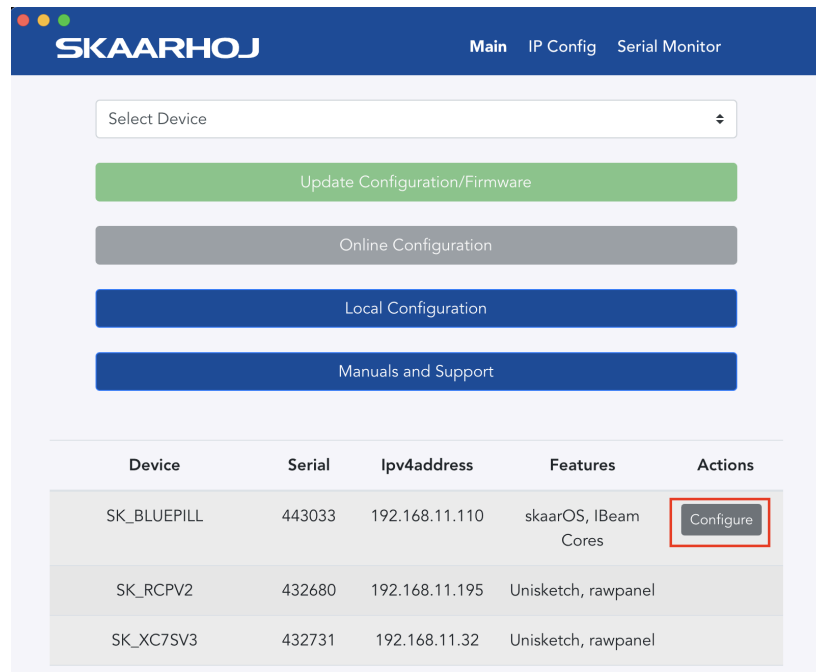 SKAARHOJ Main IP Config Serial Monitor
Select Device
Update Configuration/Firmware
Online Configuration
Local Configuration
Manuals and Support
Device Serial Ipv4address Features Actions
SK_BLUEPILL 443033 192.168.11.110 skaarOS, IBeam Configure
Cores
SK_RCPV2 432680 192.168.11.195 Unisketch, rawpanel
SK_XC7SV3 432731 192.168.11.32 Unisketch, rawpanel